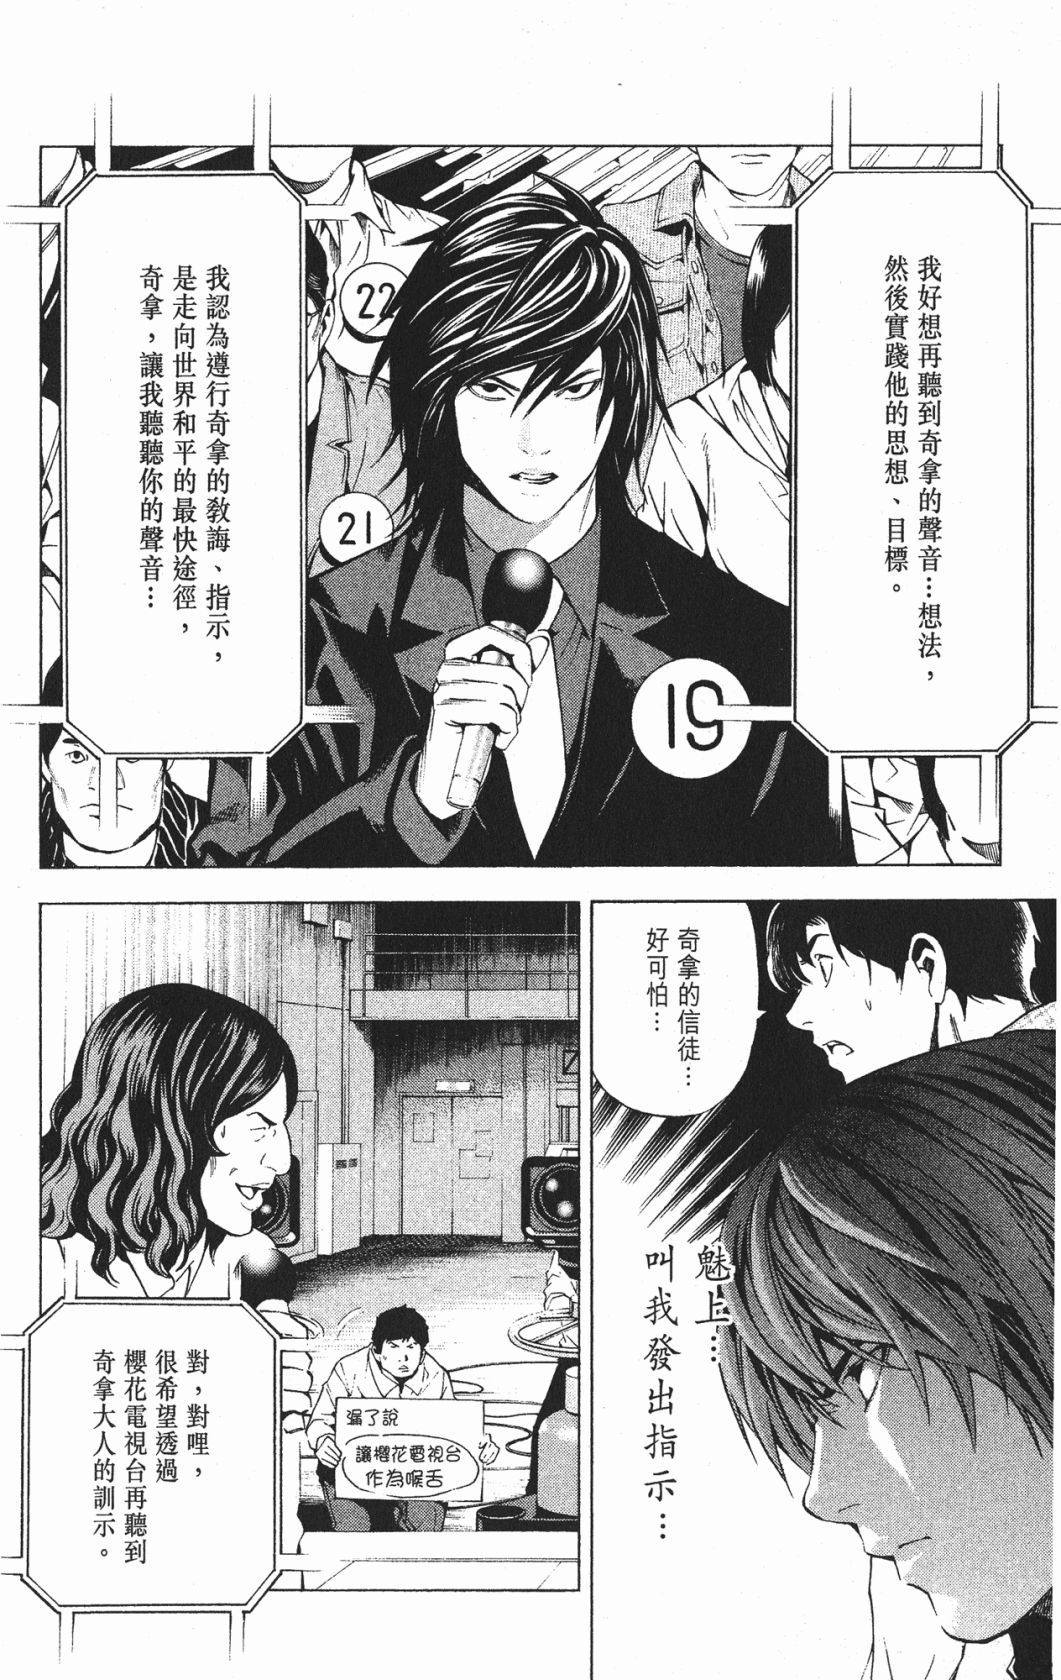 我好想再聽到奇拿的聲音…想法，
然後實踐他的思想、目標。
我認為遵行奇拿的教誨、指示，
是走向世界和平的最快途徑，
奇拿，讓我聽聽你的聲音…
22
21
19
奇拿的信徒…
好可怕…
魅上…
叫我發出指示…
漏了說
讓櫻花電視台
作為喉舌
對，對哩，
很希望透過
櫻花電視台再聽到
奇拿大人的訓示。